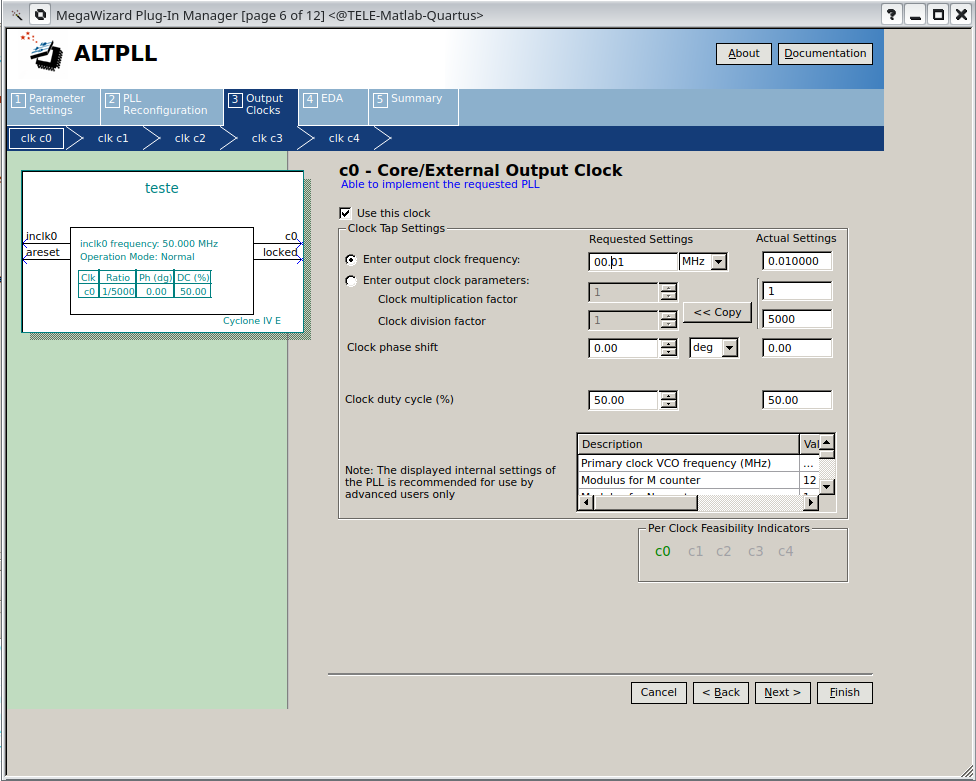 MegaWizard Plug-In Manager [page 6 of 12] <@TELE-Matlab-Quartus>
?
ALTPLL
About
Documentation
1 Parameter
Settings
2 PLL
Reconfiguration
3 Output
Clocks
4 EDA
5 Summary
clk c0
clk c1
clk c2
clk c3
clk c4
teste
inclk0
areset
inclk0 frequency: 50.000 MHz
Operation Mode: Normal
Clk Ratio Ph (dg) DC (%)
c0 1/5000 0.00 50.00
c0
locked
Cyclone IV E
c0 - Core/External Output Clock
Able to implement the requested PLL
Use this clock
Clock Tap Settings
Requested Settings
Actual Settings
Enter output clock frequency:
00.01
MHz
0.010000
Enter output clock parameters:
Clock multiplication factor
1
1
<< Copy
Clock division factor
1
5000
Clock phase shift
0.00
deg
0.00
Clock duty cycle (%)
50.00
50.00
Note: The displayed internal settings of
the PLL is recommended for use by
advanced users only
Description Val
Primary clock VCO frequency (MHz) ...
Modulus for M counter 12
Per Clock Feasibility Indicators
c0 c1 c2 c3 c4
Cancel
< Back
Next >
Finish